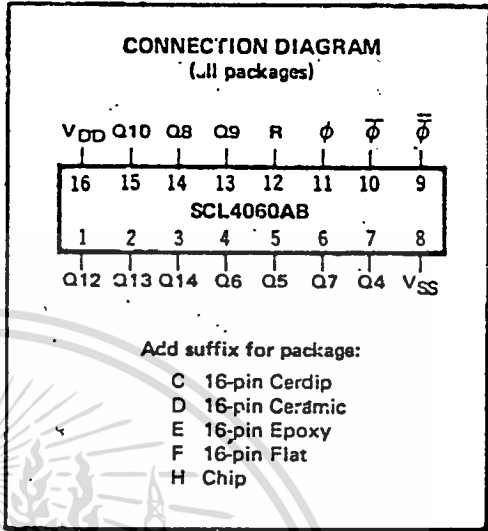 CONNECTION DIAGRAM
(all packages)
VDD Q10 Q8 Q9 R ϕ ϕ̅ ϕ̿
16 15 14 13 12 11 10 9
SCL4060AB
1 2 3 4 5 6 7 8
Q12 Q13 Q14 Q6 Q5 Q7 Q4 VSS
Add suffix for package:
C 16-pin Cerdip
D 16-pin Ceramic
E 16-pin Epoxy
F 16-pin Flat
H Chip